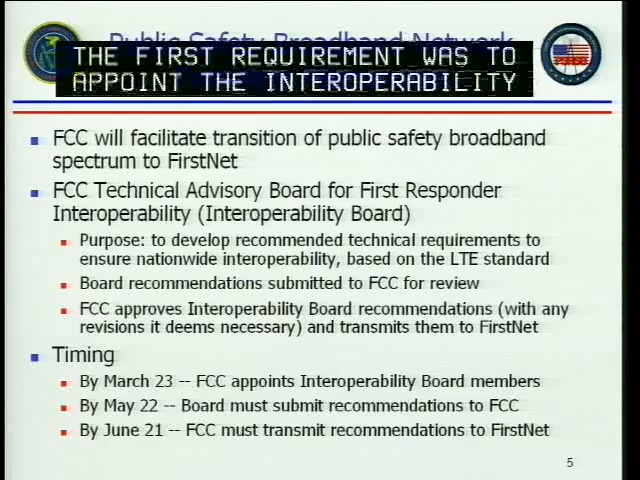 Public Safety Broadband Network
THE FIRST REQUIREMENT WAS TO
APPOINT THE INTEROPERABILITY
FCC will facilitate transition of public safety broadband
spectrum to FirstNet
FCC Technical Advisory Board for First Responder
Interoperability (Interoperability Board)
Purpose: to develop recommended technical requirements to
ensure nationwide interoperability, based on the LTE standard
Board recommendations submitted to FCC for review
FCC approves Interoperability Board recommendations (with any
revisions it deems necessary) and transmits them to FirstNet
Timing
By March 23 -- FCC appoints Interoperability Board members
By May 22 -- Board must submit recommendations to FCC
By June 21 -- FCC must transmit recommendations to FirstNet
5